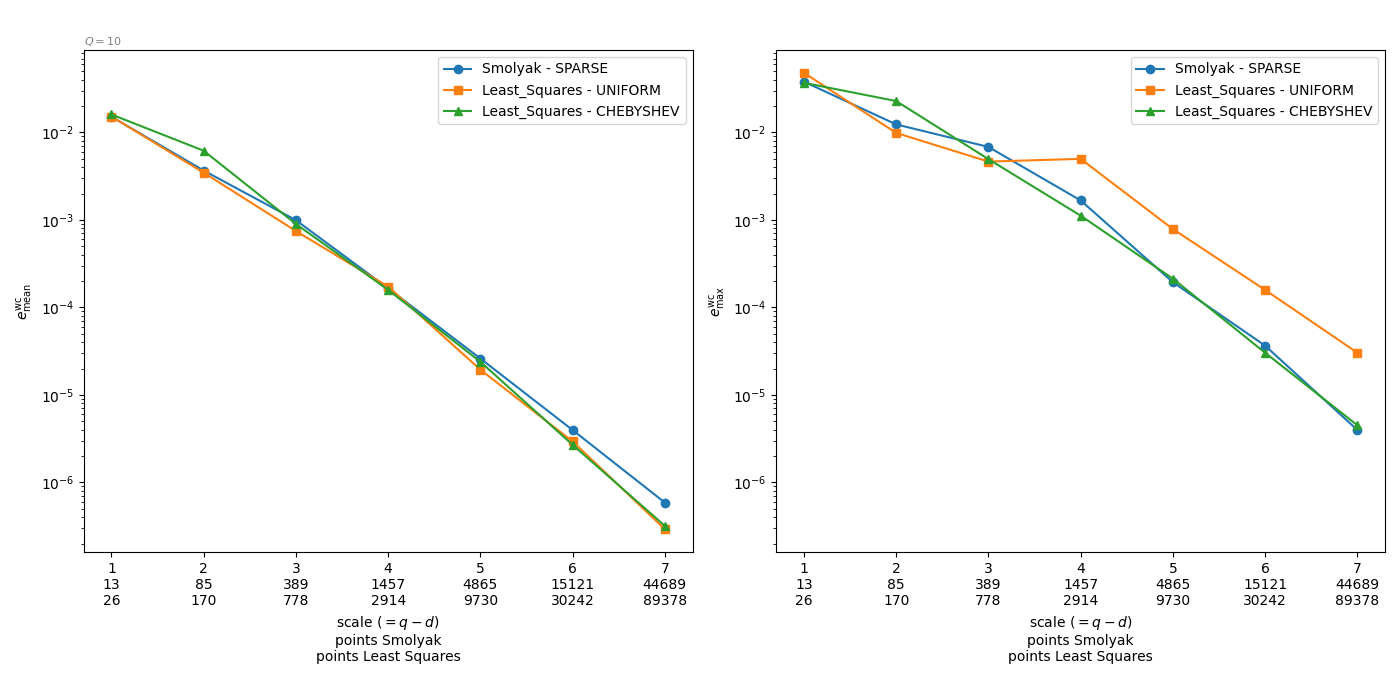 Q = 10
Smolyak - SPARSE
Least_Squares - UNIFORM
Least_Squares - CHEBYSHEV
10⁻²
10⁻³
10⁻⁴
10⁻⁵
10⁻⁶
e^wc_mean
1 2 3 4 5 6 7
13 85 389 1457 4865 15121 44689
26 170 778 2914 9730 30242 89378
scale (= q − d)
points Smolyak
points Least Squares
Smolyak - SPARSE
Least_Squares - UNIFORM
Least_Squares - CHEBYSHEV
10⁻²
10⁻³
10⁻⁴
10⁻⁵
10⁻⁶
e^wc_max
1 2 3 4 5 6 7
13 85 389 1457 4865 15121 44689
26 170 778 2914 9730 30242 89378
scale (= q − d)
points Smolyak
points Least Squares